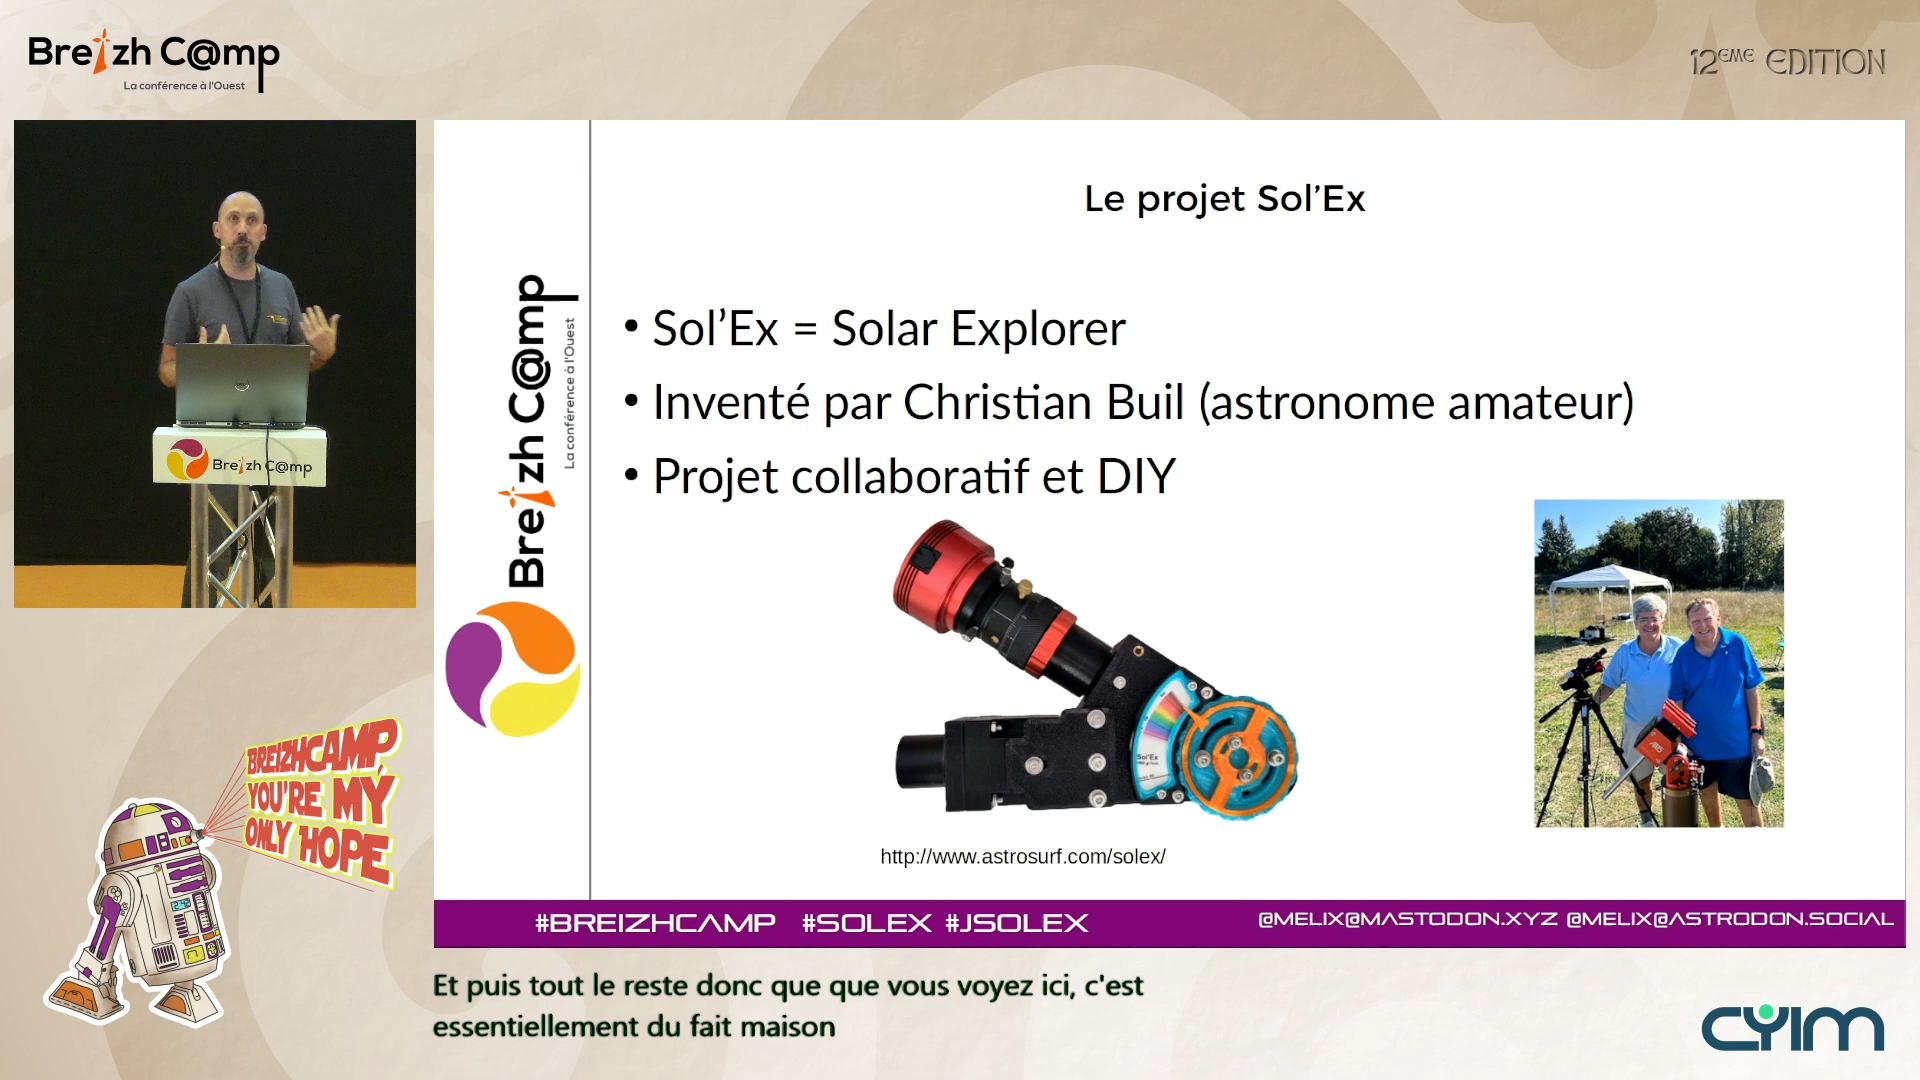 Breizh C@mp
La conférence à l'Ouest
12EME EDITION
Breizh C@mp
Breizh C@mp
La conférence à l'Ouest
Le projet Sol’Ex
• Sol’Ex = Solar Explorer
• Inventé par Christian Buil (astronome amateur)
• Projet collaboratif et DIY
Sol'Ex
http://www.astrosurf.com/solex/
#BREIZHCAMP #SOLEX #JSOLEX
@MELIX@MASTODON.XYZ @MELIX@ASTRODON.SOCIAL
BREIZHCAMP,
YOU'RE MY
ONLY HOPE
Et puis tout le reste donc que que vous voyez ici, c'est
essentiellement du fait maison
CYIM